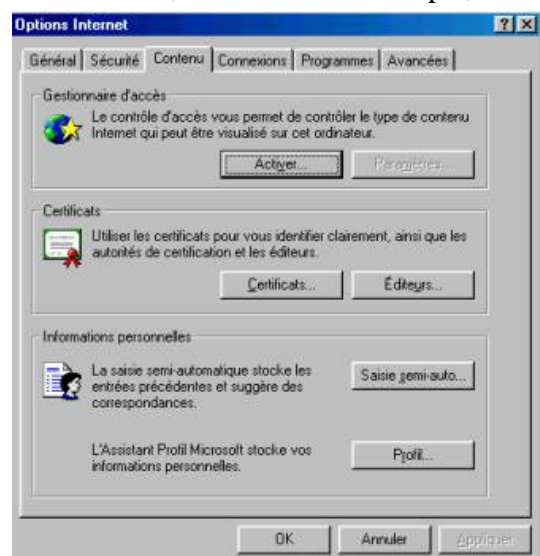 Options Internet
Général Sécurité Contenu Connexions Programmes Avancées
Gestionnaire d'accès
Le contrôle d'accès vous permet de contrôler le type de contenu
Internet qui peut être visualisé sur cet ordinateur.
Activer... Paramètres
Certificats
Utiliser les certificats pour vous identifier clairement, ainsi que les
autorités de certification et les éditeurs.
Certificats... Éditeurs...
Informations personnelles
La saisie semi-automatique stocke les
entrées précédentes et suggère des
correspondances.
Saisie semi-auto...
L'Assistant Profil Microsoft stocke vos
informations personnelles.
Profil...
OK Annuler Appliquer